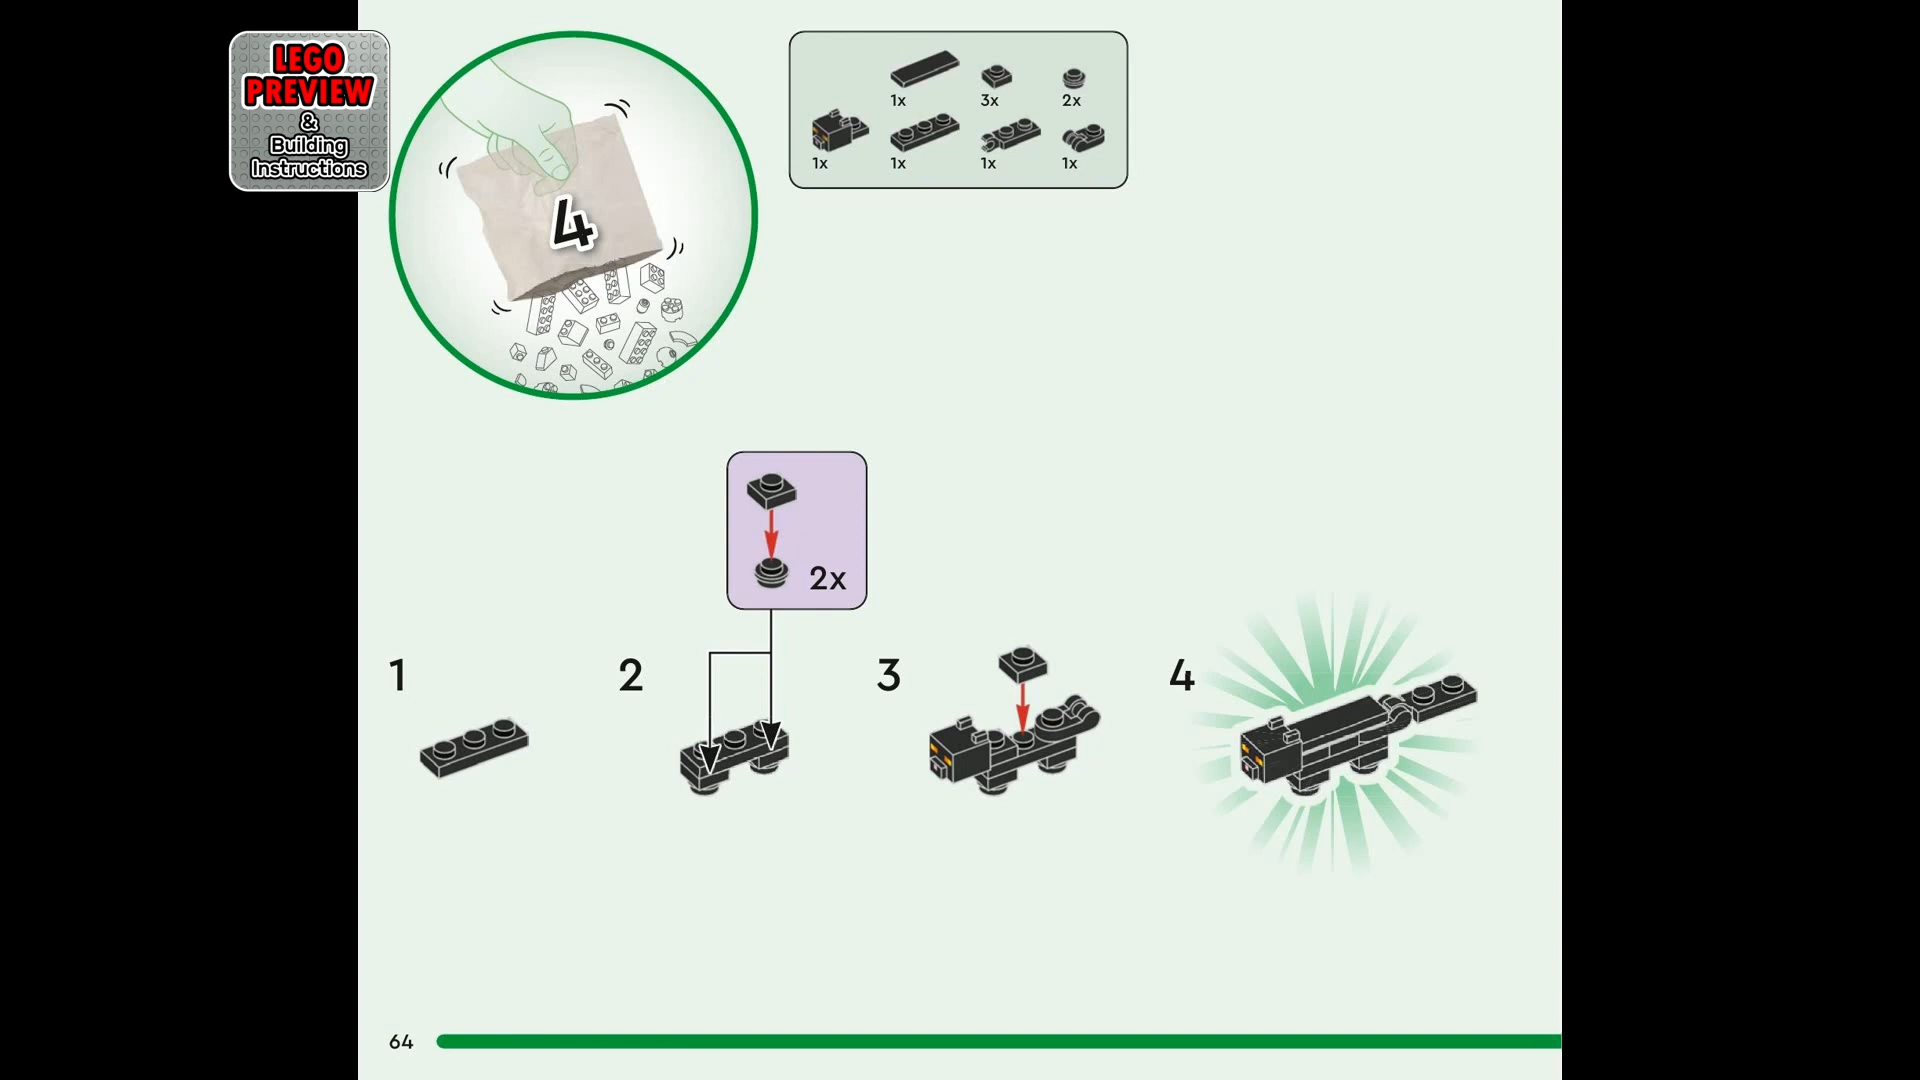 LEGO
PREVIEW
&
Building
Instructions
4
1x
3x
2x
1x
1x
1x
1x
2x
1
2
3
4
64